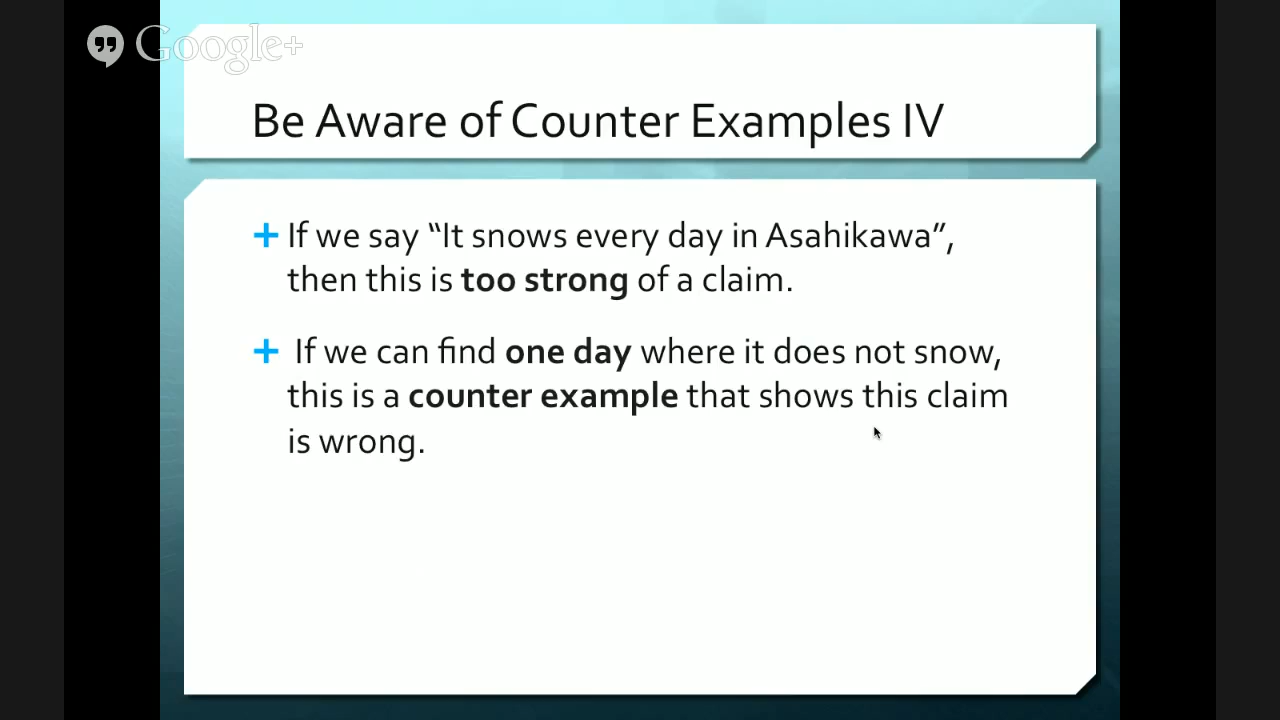 Google+
Be Aware of Counter Examples IV
If we say “It snows every day in Asahikawa”,
then this is too strong of a claim.
If we can find one day where it does not snow,
this is a counter example that shows this claim
is wrong.